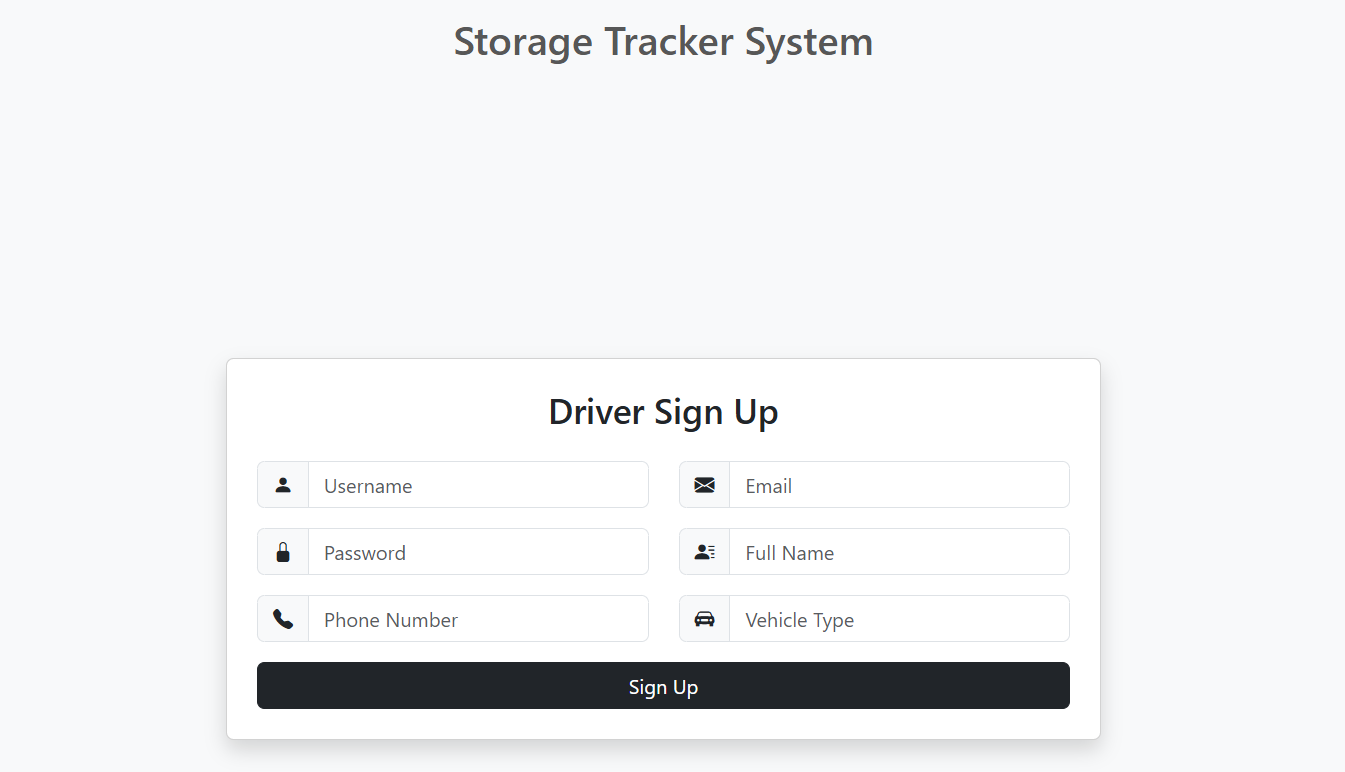 Storage Tracker System
Driver Sign Up
Username
Email
Password
Full Name
Phone Number
Vehicle Type
Sign Up